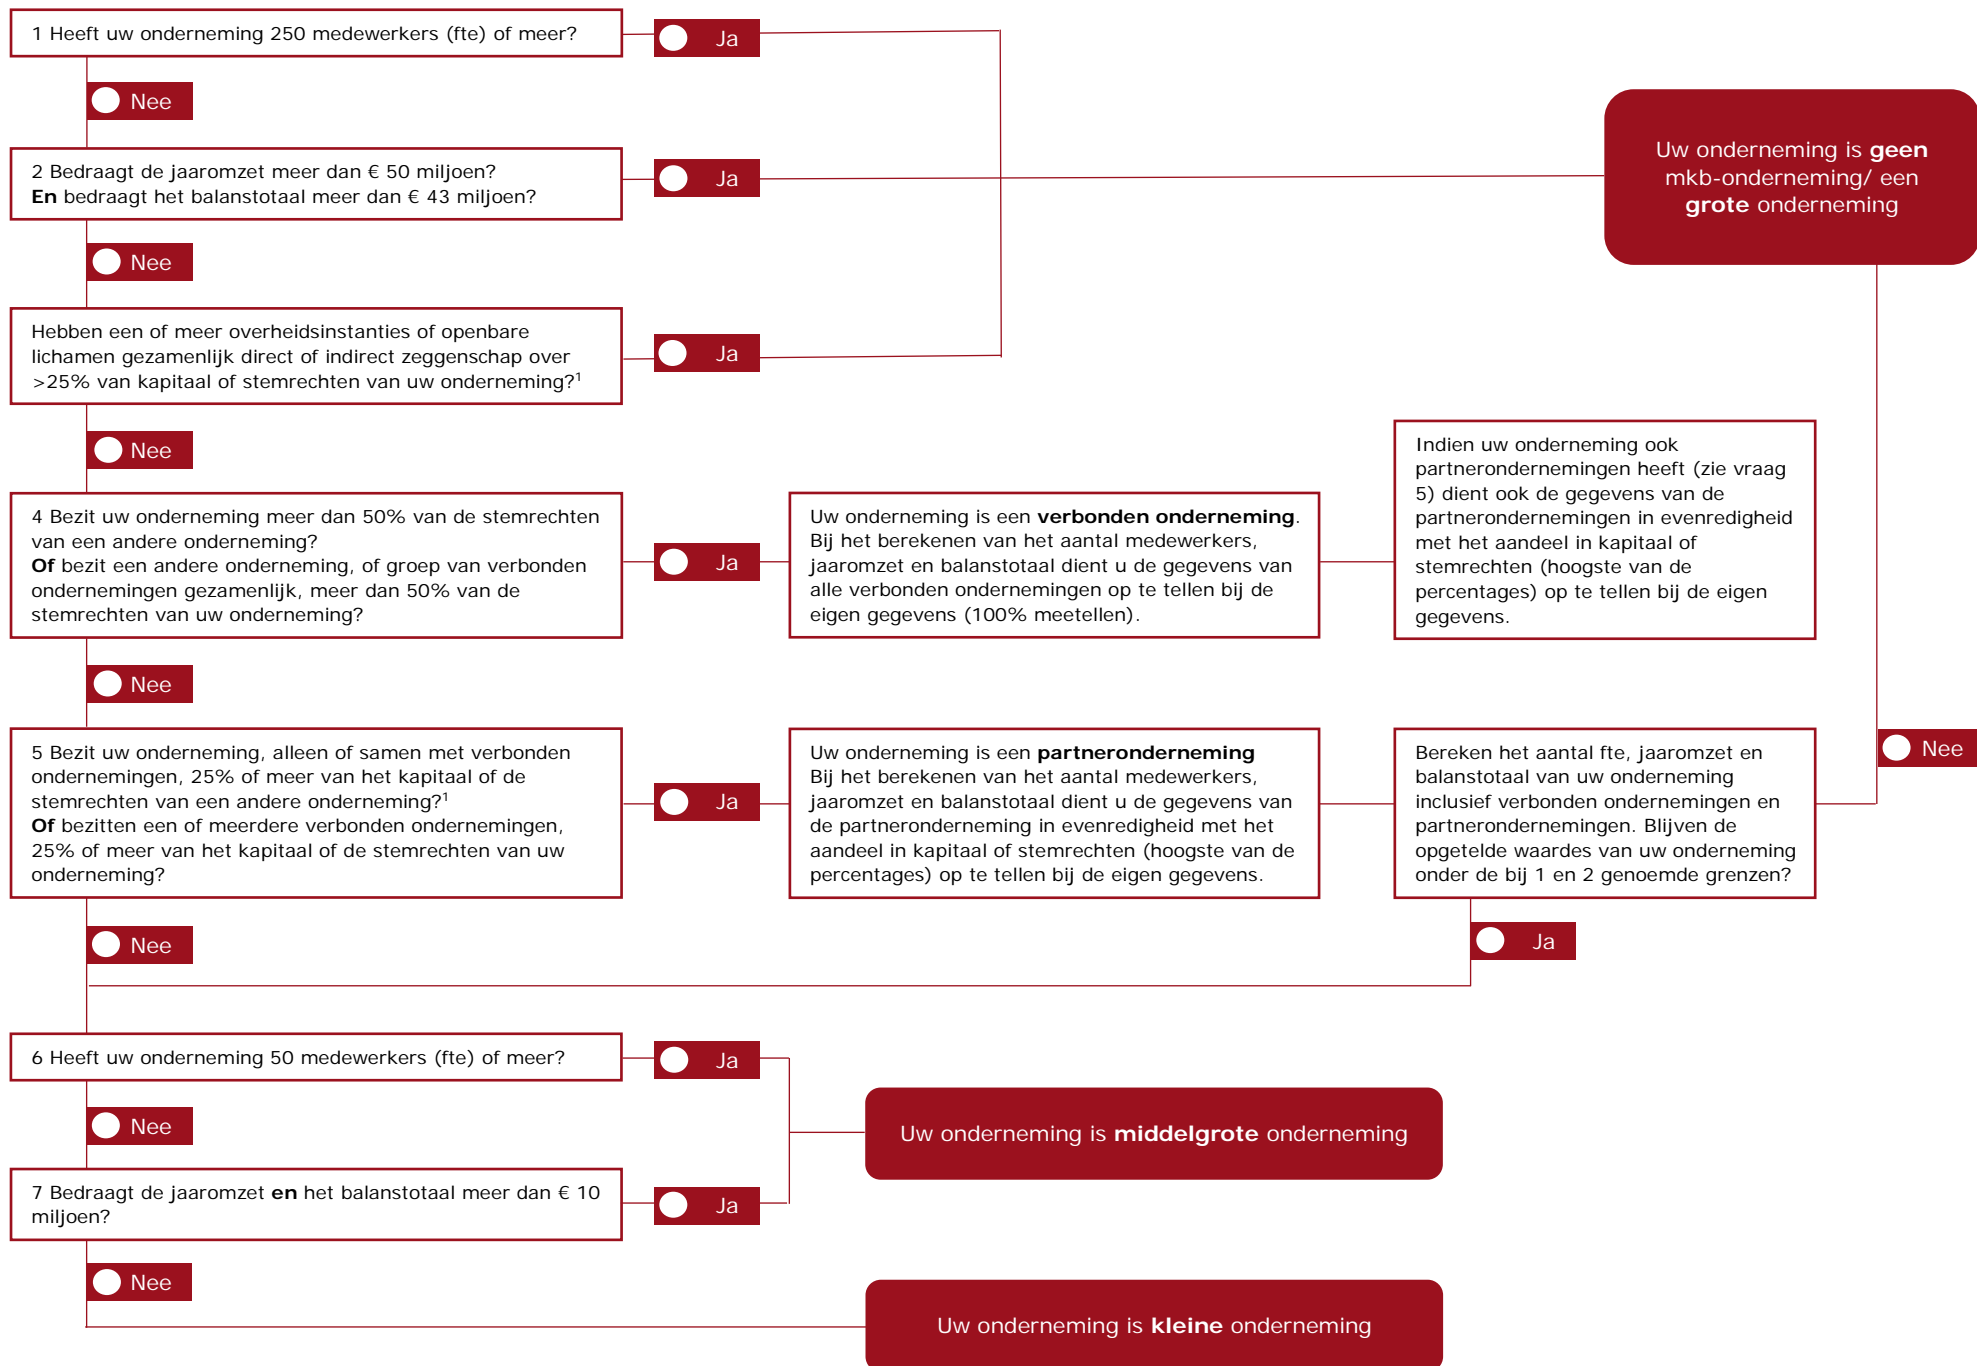 1 Heeft uw onderneming 250 medewerkers (fte) of meer?
Ja
Nee
2 Bedraagt de jaaromzet meer dan € 50 miljoen?
En bedraagt het balanstotaal meer dan € 43 miljoen?
Ja
Uw onderneming is geen
mkb-onderneming/ een
grote onderneming
Nee
Hebben een of meer overheidsinstanties of openbare
lichamen gezamenlijk direct of indirect zeggenschap over
>25% van kapitaal of stemrechten van uw onderneming?¹
Ja
Nee
4 Bezit uw onderneming meer dan 50% van de stemrechten
van een andere onderneming?
Of bezit een andere onderneming, of groep van verbonden
ondernemingen gezamenlijk, meer dan 50% van de
stemrechten van uw onderneming?
Ja
Uw onderneming is een verbonden onderneming.
Bij het berekenen van het aantal medewerkers,
jaaromzet en balanstotaal dient u de gegevens van
alle verbonden ondernemingen op te tellen bij de
eigen gegevens (100% meetellen).
Indien uw onderneming ook
partnerondernemingen heeft (zie vraag
5) dient ook de gegevens van de
partnerondernemingen in evenredigheid
met het aandeel in kapitaal of
stemrechten (hoogste van de
percentages) op te tellen bij de eigen
gegevens.
Nee
5 Bezit uw onderneming, alleen of samen met verbonden
ondernemingen, 25% of meer van het kapitaal of de
stemrechten van een andere onderneming?¹
Of bezitten een of meerdere verbonden ondernemingen,
25% of meer van het kapitaal of de stemrechten van uw
onderneming?
Ja
Uw onderneming is een partneronderneming
Bij het berekenen van het aantal medewerkers,
jaaromzet en balanstotaal dient u de gegevens van
de partneronderneming in evenredigheid met het
aandeel in kapitaal of stemrechten (hoogste van de
percentages) op te tellen bij de eigen gegevens.
Bereken het aantal fte, jaaromzet en
balanstotaal van uw onderneming
inclusief verbonden ondernemingen en
partnerondernemingen. Blijven de
opgetelde waardes van uw onderneming
onder de bij 1 en 2 genoemde grenzen?
Nee
Nee
Ja
6 Heeft uw onderneming 50 medewerkers (fte) of meer?
Ja
Nee
Uw onderneming is middelgrote onderneming
7 Bedraagt de jaaromzet en het balanstotaal meer dan € 10
miljoen?
Ja
Nee
Uw onderneming is kleine onderneming